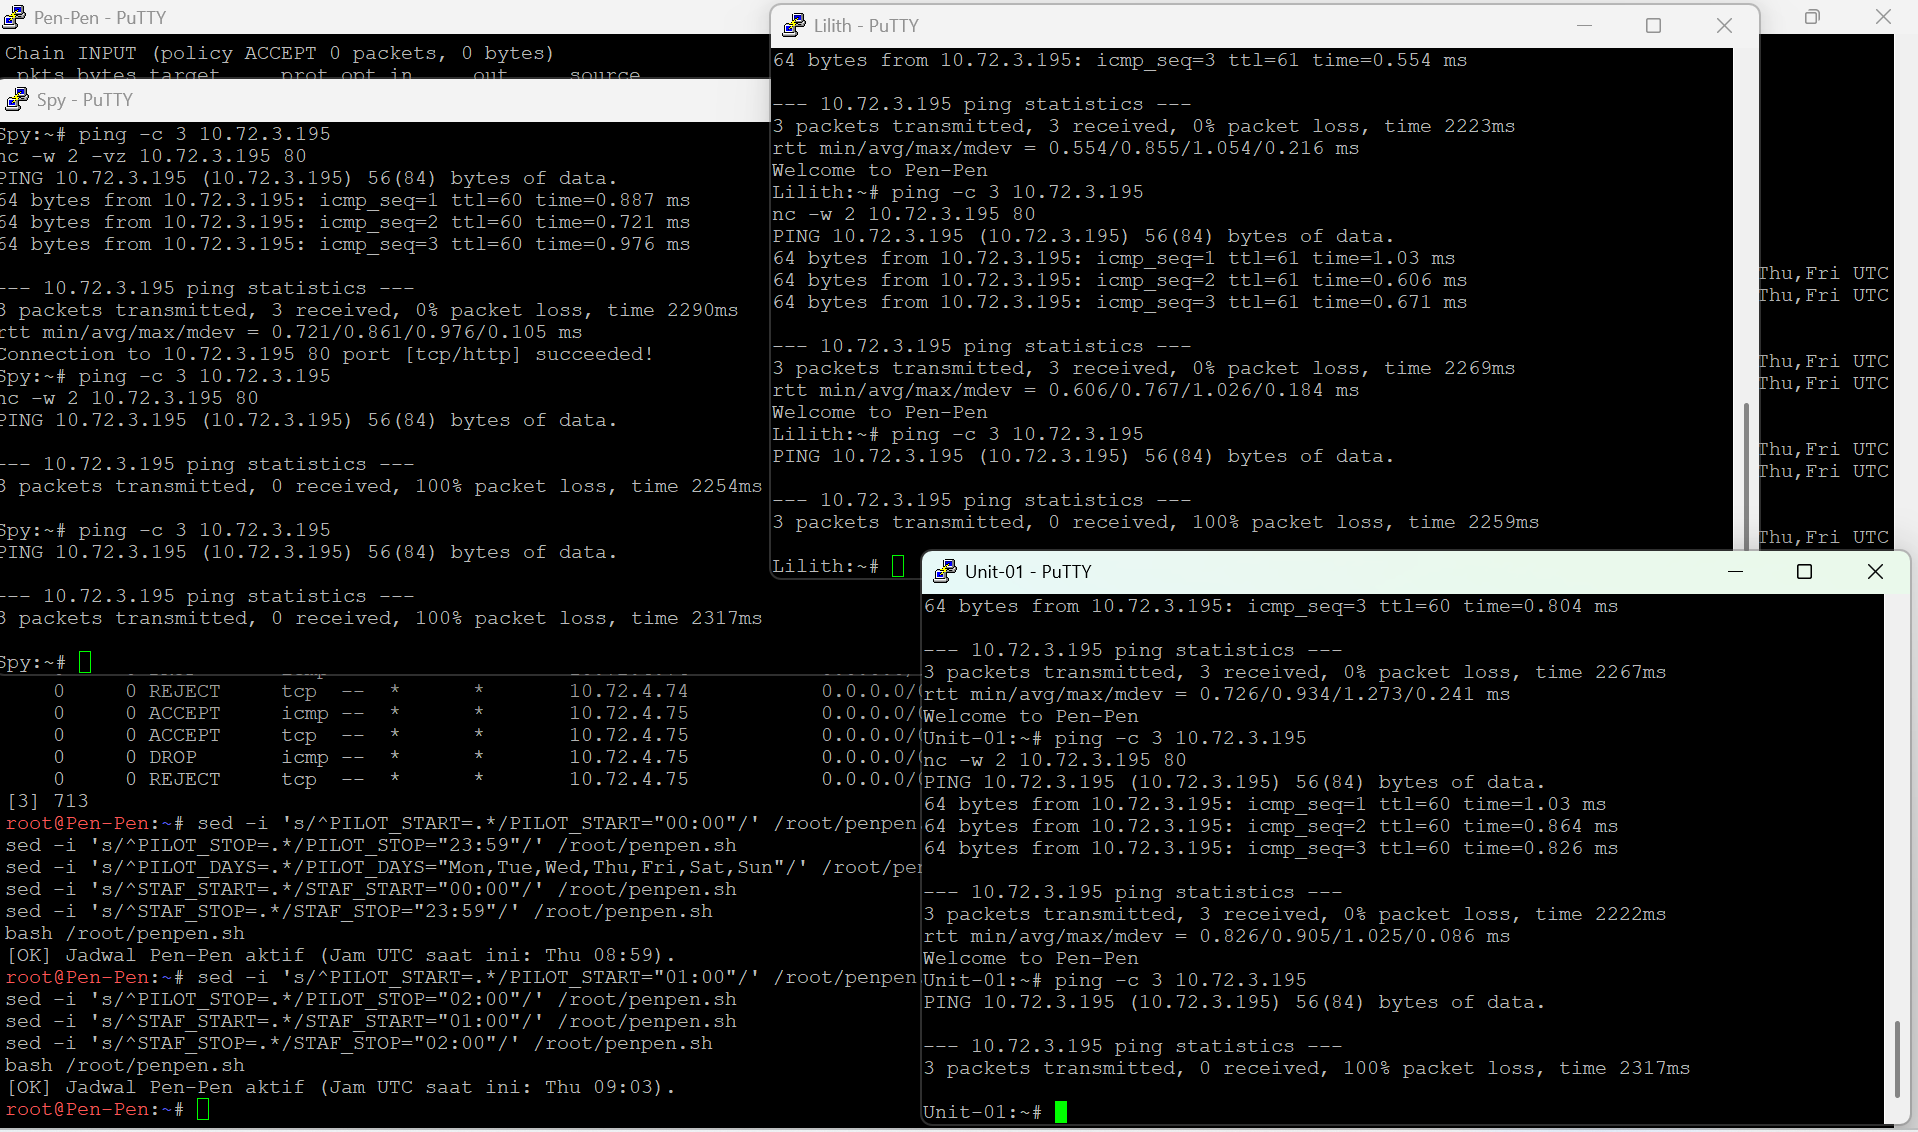 Pen-Pen - PuTTY
Chain INPUT (policy ACCEPT 0 packets, 0 bytes)
pkts bytes target prot opt in out source
Spy - PuTTY
Spy:~# ping -c 3 10.72.3.195
nc -w 2 -vz 10.72.3.195 80
PING 10.72.3.195 (10.72.3.195) 56(84) bytes of data.
64 bytes from 10.72.3.195: icmp_seq=1 ttl=60 time=0.887 ms
64 bytes from 10.72.3.195: icmp_seq=2 ttl=60 time=0.721 ms
64 bytes from 10.72.3.195: icmp_seq=3 ttl=60 time=0.976 ms
--- 10.72.3.195 ping statistics ---
3 packets transmitted, 3 received, 0% packet loss, time 2290ms
rtt min/avg/max/mdev = 0.721/0.861/0.976/0.105 ms
Connection to 10.72.3.195 80 port [tcp/http] succeeded!
Spy:~# ping -c 3 10.72.3.195
nc -w 2 10.72.3.195 80
PING 10.72.3.195 (10.72.3.195) 56(84) bytes of data.
--- 10.72.3.195 ping statistics ---
3 packets transmitted, 0 received, 100% packet loss, time 2254ms
Spy:~# ping -c 3 10.72.3.195
PING 10.72.3.195 (10.72.3.195) 56(84) bytes of data.
--- 10.72.3.195 ping statistics ---
3 packets transmitted, 0 received, 100% packet loss, time 2317ms
Spy:~#
0 0 REJECT tcp -- * * 10.72.4.74 0.0.0.0/
0 0 ACCEPT icmp -- * * 10.72.4.75 0.0.0.0/
0 0 ACCEPT tcp -- * * 10.72.4.75 0.0.0.0/
0 0 DROP icmp -- * * 10.72.4.75 0.0.0.0/
0 0 REJECT tcp -- * * 10.72.4.75 0.0.0.0/
[3] 713
root@Pen-Pen:~# sed -i 's/^PILOT_START=.*/PILOT_START="00:00"/' /root/penpen
sed -i 's/^PILOT_STOP=.*/PILOT_STOP="23:59"/' /root/penpen.sh
sed -i 's/^PILOT_DAYS=.*/PILOT_DAYS="Mon,Tue,Wed,Thu,Fri,Sat,Sun"/' /root/pe
sed -i 's/^STAF_START=.*/STAF_START="00:00"/' /root/penpen.sh
sed -i 's/^STAF_STOP=.*/STAF_STOP="23:59"/' /root/penpen.sh
bash /root/penpen.sh
[OK] Jadwal Pen-Pen aktif (Jam UTC saat ini: Thu 08:59).
root@Pen-Pen:~# sed -i 's/^PILOT_START=.*/PILOT_START="01:00"/' /root/penpen
sed -i 's/^PILOT_STOP=.*/PILOT_STOP="02:00"/' /root/penpen.sh
sed -i 's/^STAF_START=.*/STAF_START="01:00"/' /root/penpen.sh
sed -i 's/^STAF_STOP=.*/STAF_STOP="02:00"/' /root/penpen.sh
bash /root/penpen.sh
[OK] Jadwal Pen-Pen aktif (Jam UTC saat ini: Thu 09:03).
root@Pen-Pen:~#
Lilith - PuTTY
64 bytes from 10.72.3.195: icmp_seq=3 ttl=61 time=0.554 ms
--- 10.72.3.195 ping statistics ---
3 packets transmitted, 3 received, 0% packet loss, time 2223ms
rtt min/avg/max/mdev = 0.554/0.855/1.054/0.216 ms
Welcome to Pen-Pen
Lilith:~# ping -c 3 10.72.3.195
nc -w 2 10.72.3.195 80
PING 10.72.3.195 (10.72.3.195) 56(84) bytes of data.
64 bytes from 10.72.3.195: icmp_seq=1 ttl=61 time=1.03 ms
64 bytes from 10.72.3.195: icmp_seq=2 ttl=61 time=0.606 ms
64 bytes from 10.72.3.195: icmp_seq=3 ttl=61 time=0.671 ms
--- 10.72.3.195 ping statistics ---
3 packets transmitted, 3 received, 0% packet loss, time 2269ms
rtt min/avg/max/mdev = 0.606/0.767/1.026/0.184 ms
Welcome to Pen-Pen
Lilith:~# ping -c 3 10.72.3.195
PING 10.72.3.195 (10.72.3.195) 56(84) bytes of data.
--- 10.72.3.195 ping statistics ---
3 packets transmitted, 0 received, 100% packet loss, time 2259ms
Lilith:~#
Thu,Fri UTC
Thu,Fri UTC
Thu,Fri UTC
Thu,Fri UTC
Thu,Fri UTC
Thu,Fri UTC
Thu,Fri UTC
Unit-01 - PuTTY
64 bytes from 10.72.3.195: icmp_seq=3 ttl=60 time=0.804 ms
--- 10.72.3.195 ping statistics ---
3 packets transmitted, 3 received, 0% packet loss, time 2267ms
rtt min/avg/max/mdev = 0.726/0.934/1.273/0.241 ms
Welcome to Pen-Pen
Unit-01:~# ping -c 3 10.72.3.195
nc -w 2 10.72.3.195 80
PING 10.72.3.195 (10.72.3.195) 56(84) bytes of data.
64 bytes from 10.72.3.195: icmp_seq=1 ttl=60 time=1.03 ms
64 bytes from 10.72.3.195: icmp_seq=2 ttl=60 time=0.864 ms
64 bytes from 10.72.3.195: icmp_seq=3 ttl=60 time=0.826 ms
--- 10.72.3.195 ping statistics ---
3 packets transmitted, 3 received, 0% packet loss, time 2222ms
rtt min/avg/max/mdev = 0.826/0.905/1.025/0.086 ms
Welcome to Pen-Pen
Unit-01:~# ping -c 3 10.72.3.195
PING 10.72.3.195 (10.72.3.195) 56(84) bytes of data.
--- 10.72.3.195 ping statistics ---
3 packets transmitted, 0 received, 100% packet loss, time 2317ms
Unit-01:~#